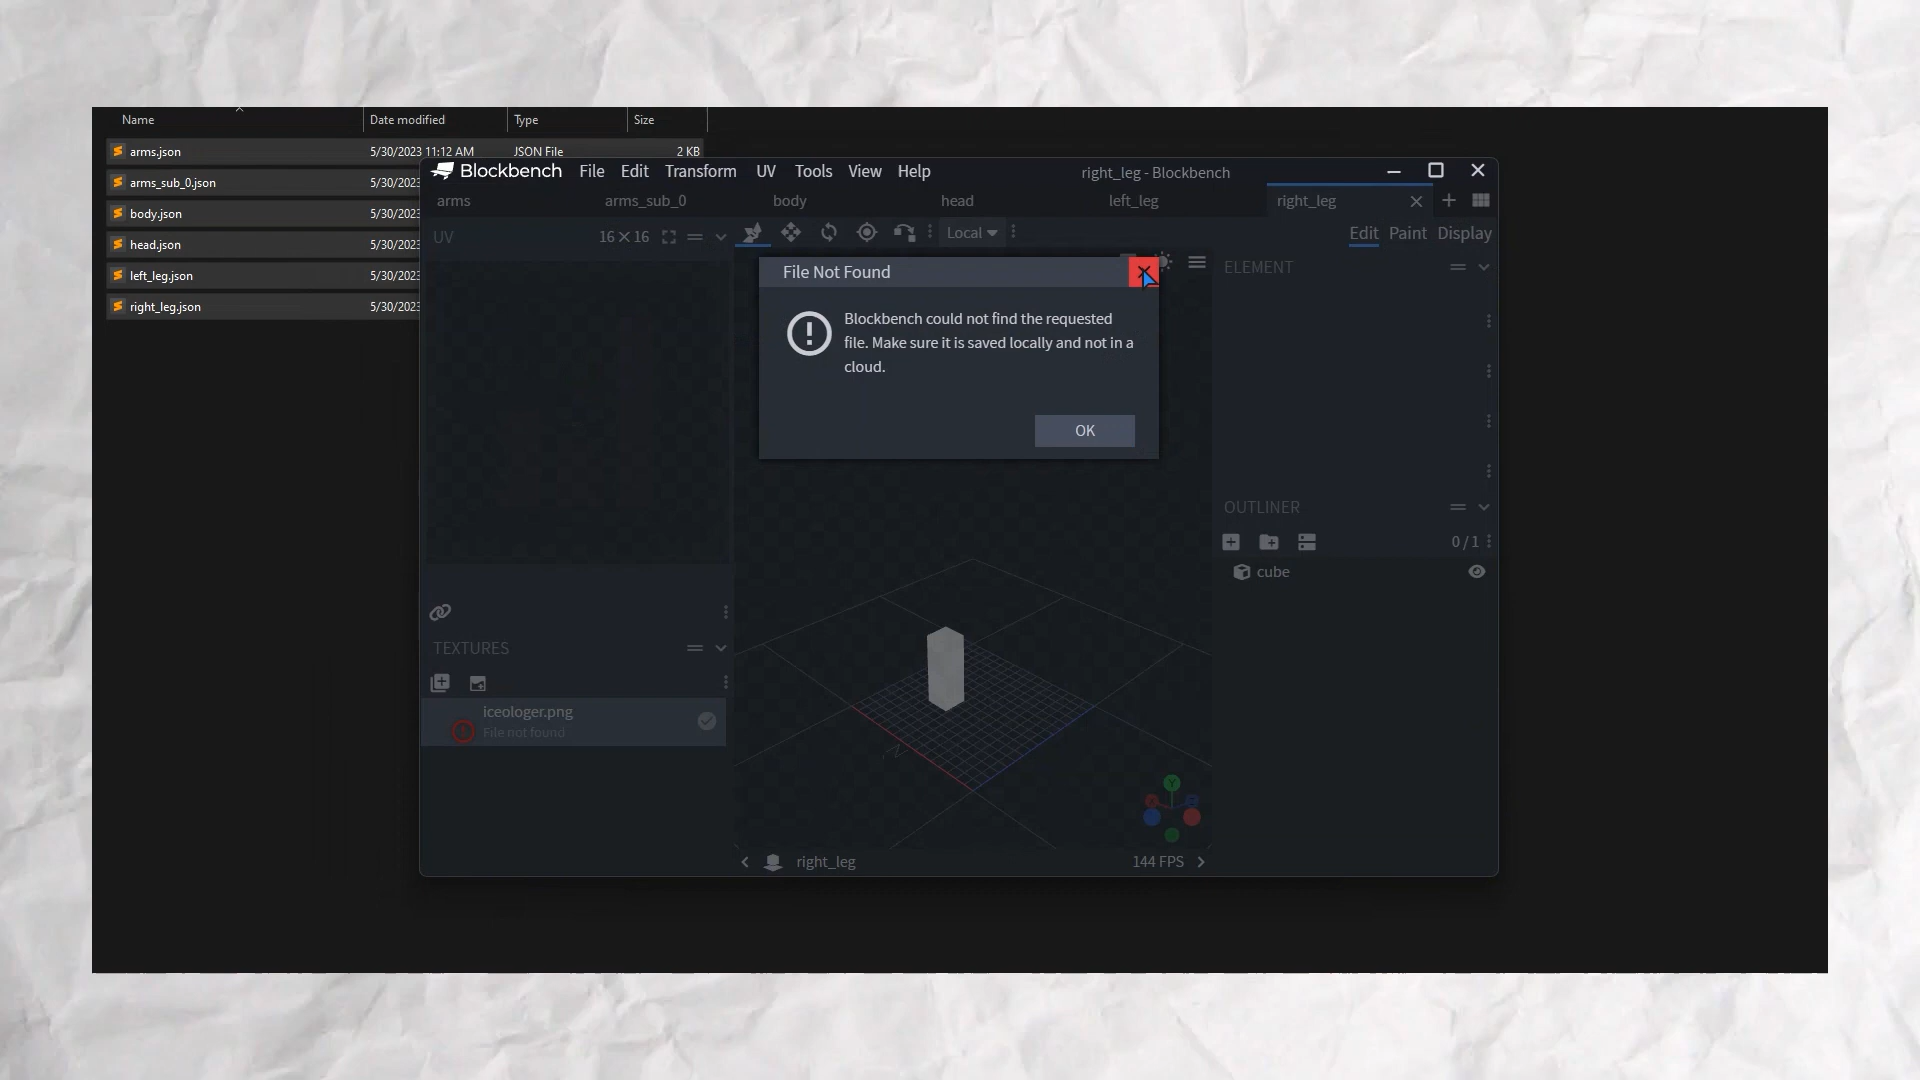 Name Date modified Type Size
arms.json 5/30/2023 11:12 AM JSON File 2 KB
arms_sub_0.json 5/30/2023
body.json 5/30/2023
head.json 5/30/2023
left_leg.json 5/30/2023
right_leg.json 5/30/2023
Blockbench File Edit Transform UV Tools View Help right_leg - Blockbench
arms arms_sub_0 body head left_leg right_leg
UV 16×16 Local Edit Paint Display
File Not Found
Blockbench could not find the requested
file. Make sure it is saved locally and not in a
cloud.
OK
ELEMENT
OUTLINER
0 / 1
cube
TEXTURES
iceologer.png
File not found
Y
right_leg 144 FPS